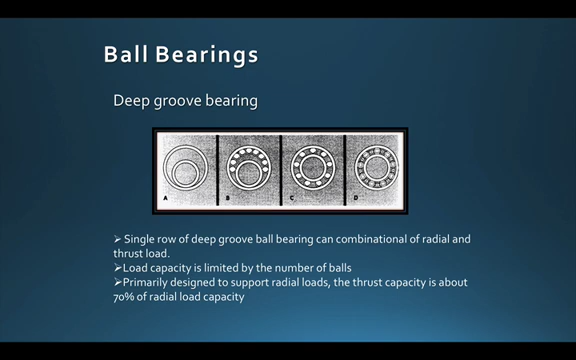 Ball Bearings
Deep groove bearing
A B C D
➢ Single row of deep groove ball bearing can combinational of radial and
thrust load.
➢Load capacity is limited by the number of balls
➢Primarily designed to support radial loads, the thrust capacity is about
70% of radial load capacity